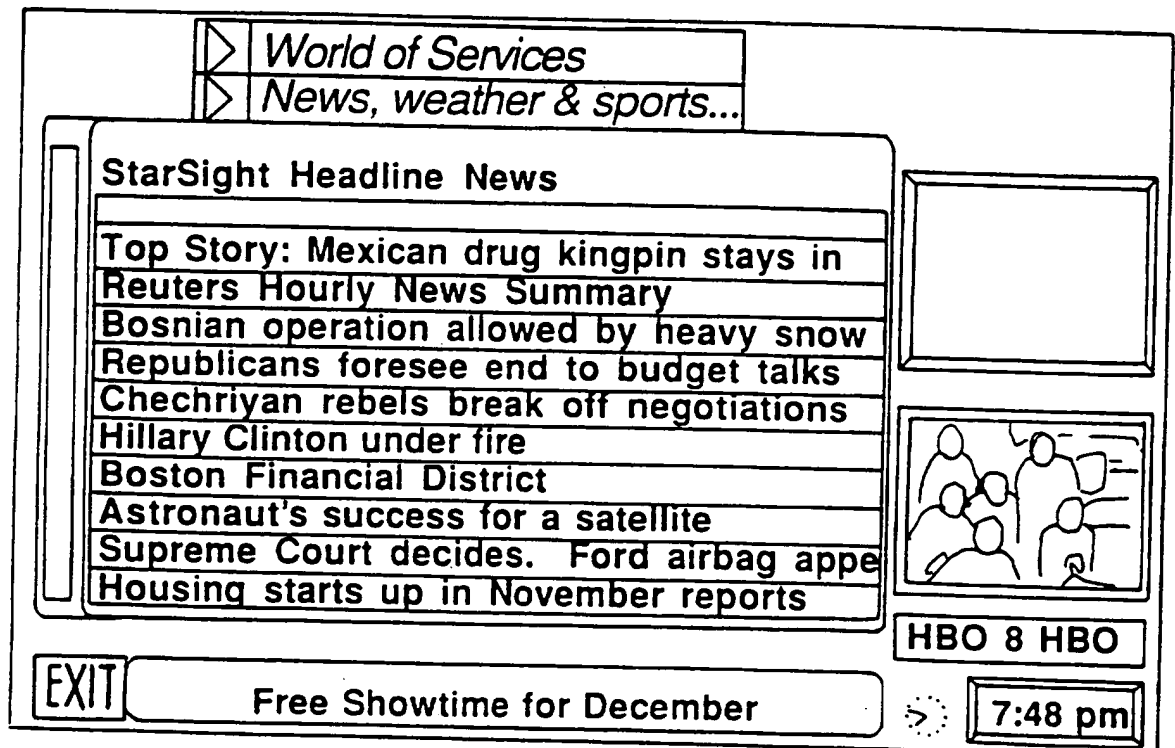 World of Services
News, weather & sports...
StarSight Headline News
Top Story: Mexican drug kingpin stays in
Reuters Hourly News Summary
Bosnian operation allowed by heavy snow
Republicans foresee end to budget talks
Chechriyan rebels break off negotiations
Hillary Clinton under fire
Boston Financial District
Astronaut's success for a satellite
Supreme Court decides. Ford airbag appe
Housing starts up in November reports
HBO 8 HBO
EXIT
Free Showtime for December
7:48 pm